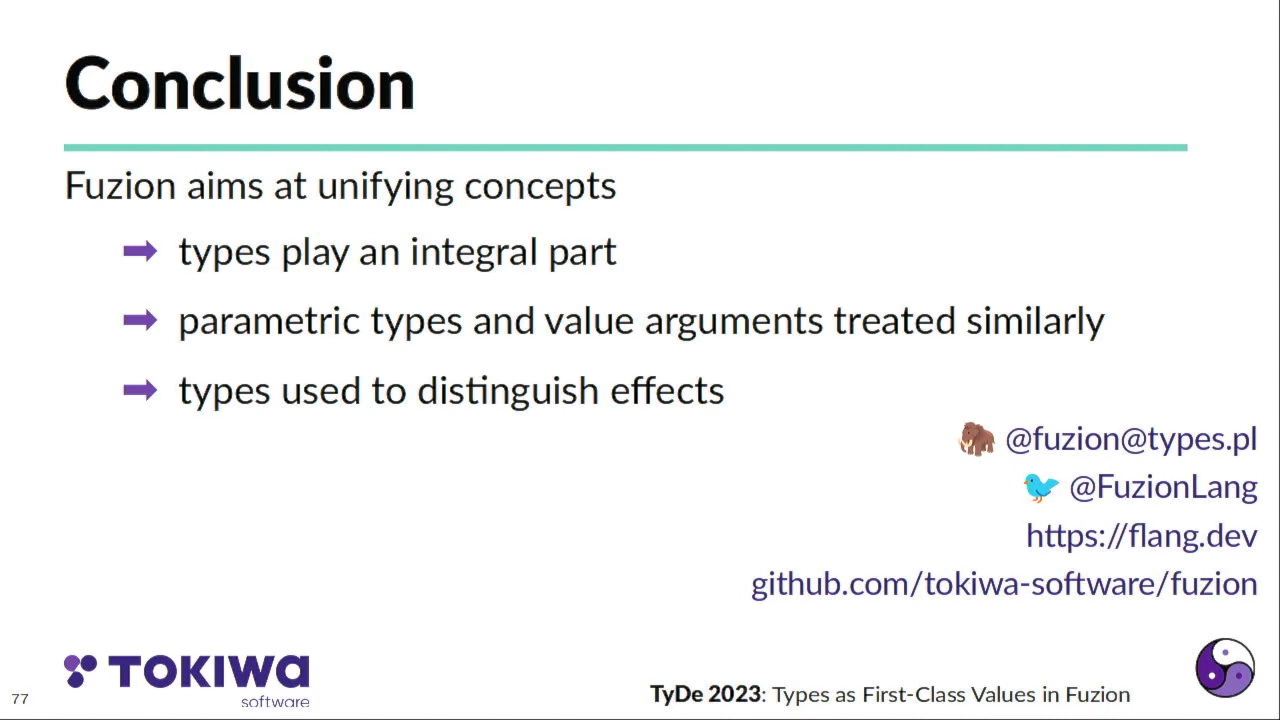 Conclusion
Fuzion aims at unifying concepts
types play an integral part
parametric types and value arguments treated similarly
types used to distinguish effects
@fuzion@types.pl
@FuzionLang
https://flang.dev
github.com/tokiwa-software/fuzion
TOKIWA
software
77
TyDe 2023: Types as First-Class Values in Fuzion